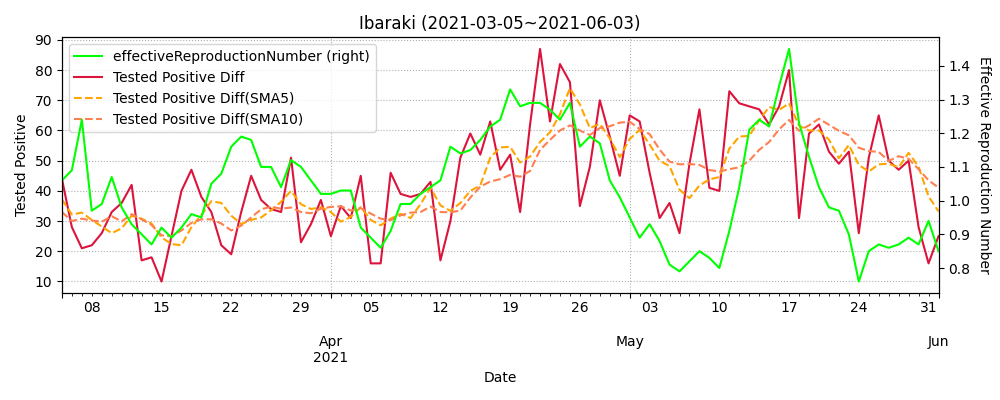 Ibaraki (2021-03-05~2021-06-03)
effectiveReproductionNumber (right)
Tested Positive Diff
Tested Positive Diff(SMA5)
Tested Positive Diff(SMA10)
Tested Positive
90
80
70
60
50
40
30
20
10
Effective Reproduction Number
1.4
1.3
1.2
1.1
1.0
0.9
0.8
08 15 22 29 05 12 19 26 03 10 17 24 31
Apr May Jun
2021
Date